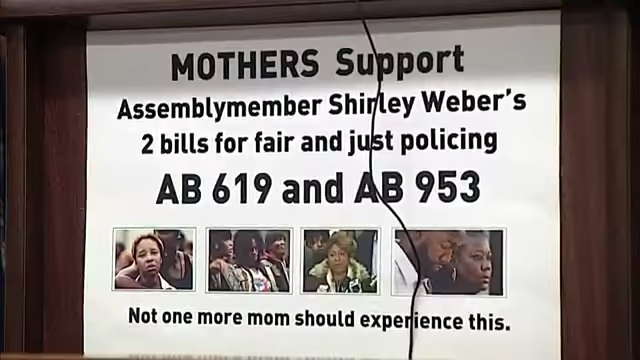 MOTHERS Support
Assemblymember Shirley Weber's
2 bills for fair and just policing
AB 619 and AB 953
Not one more mom should experience this.